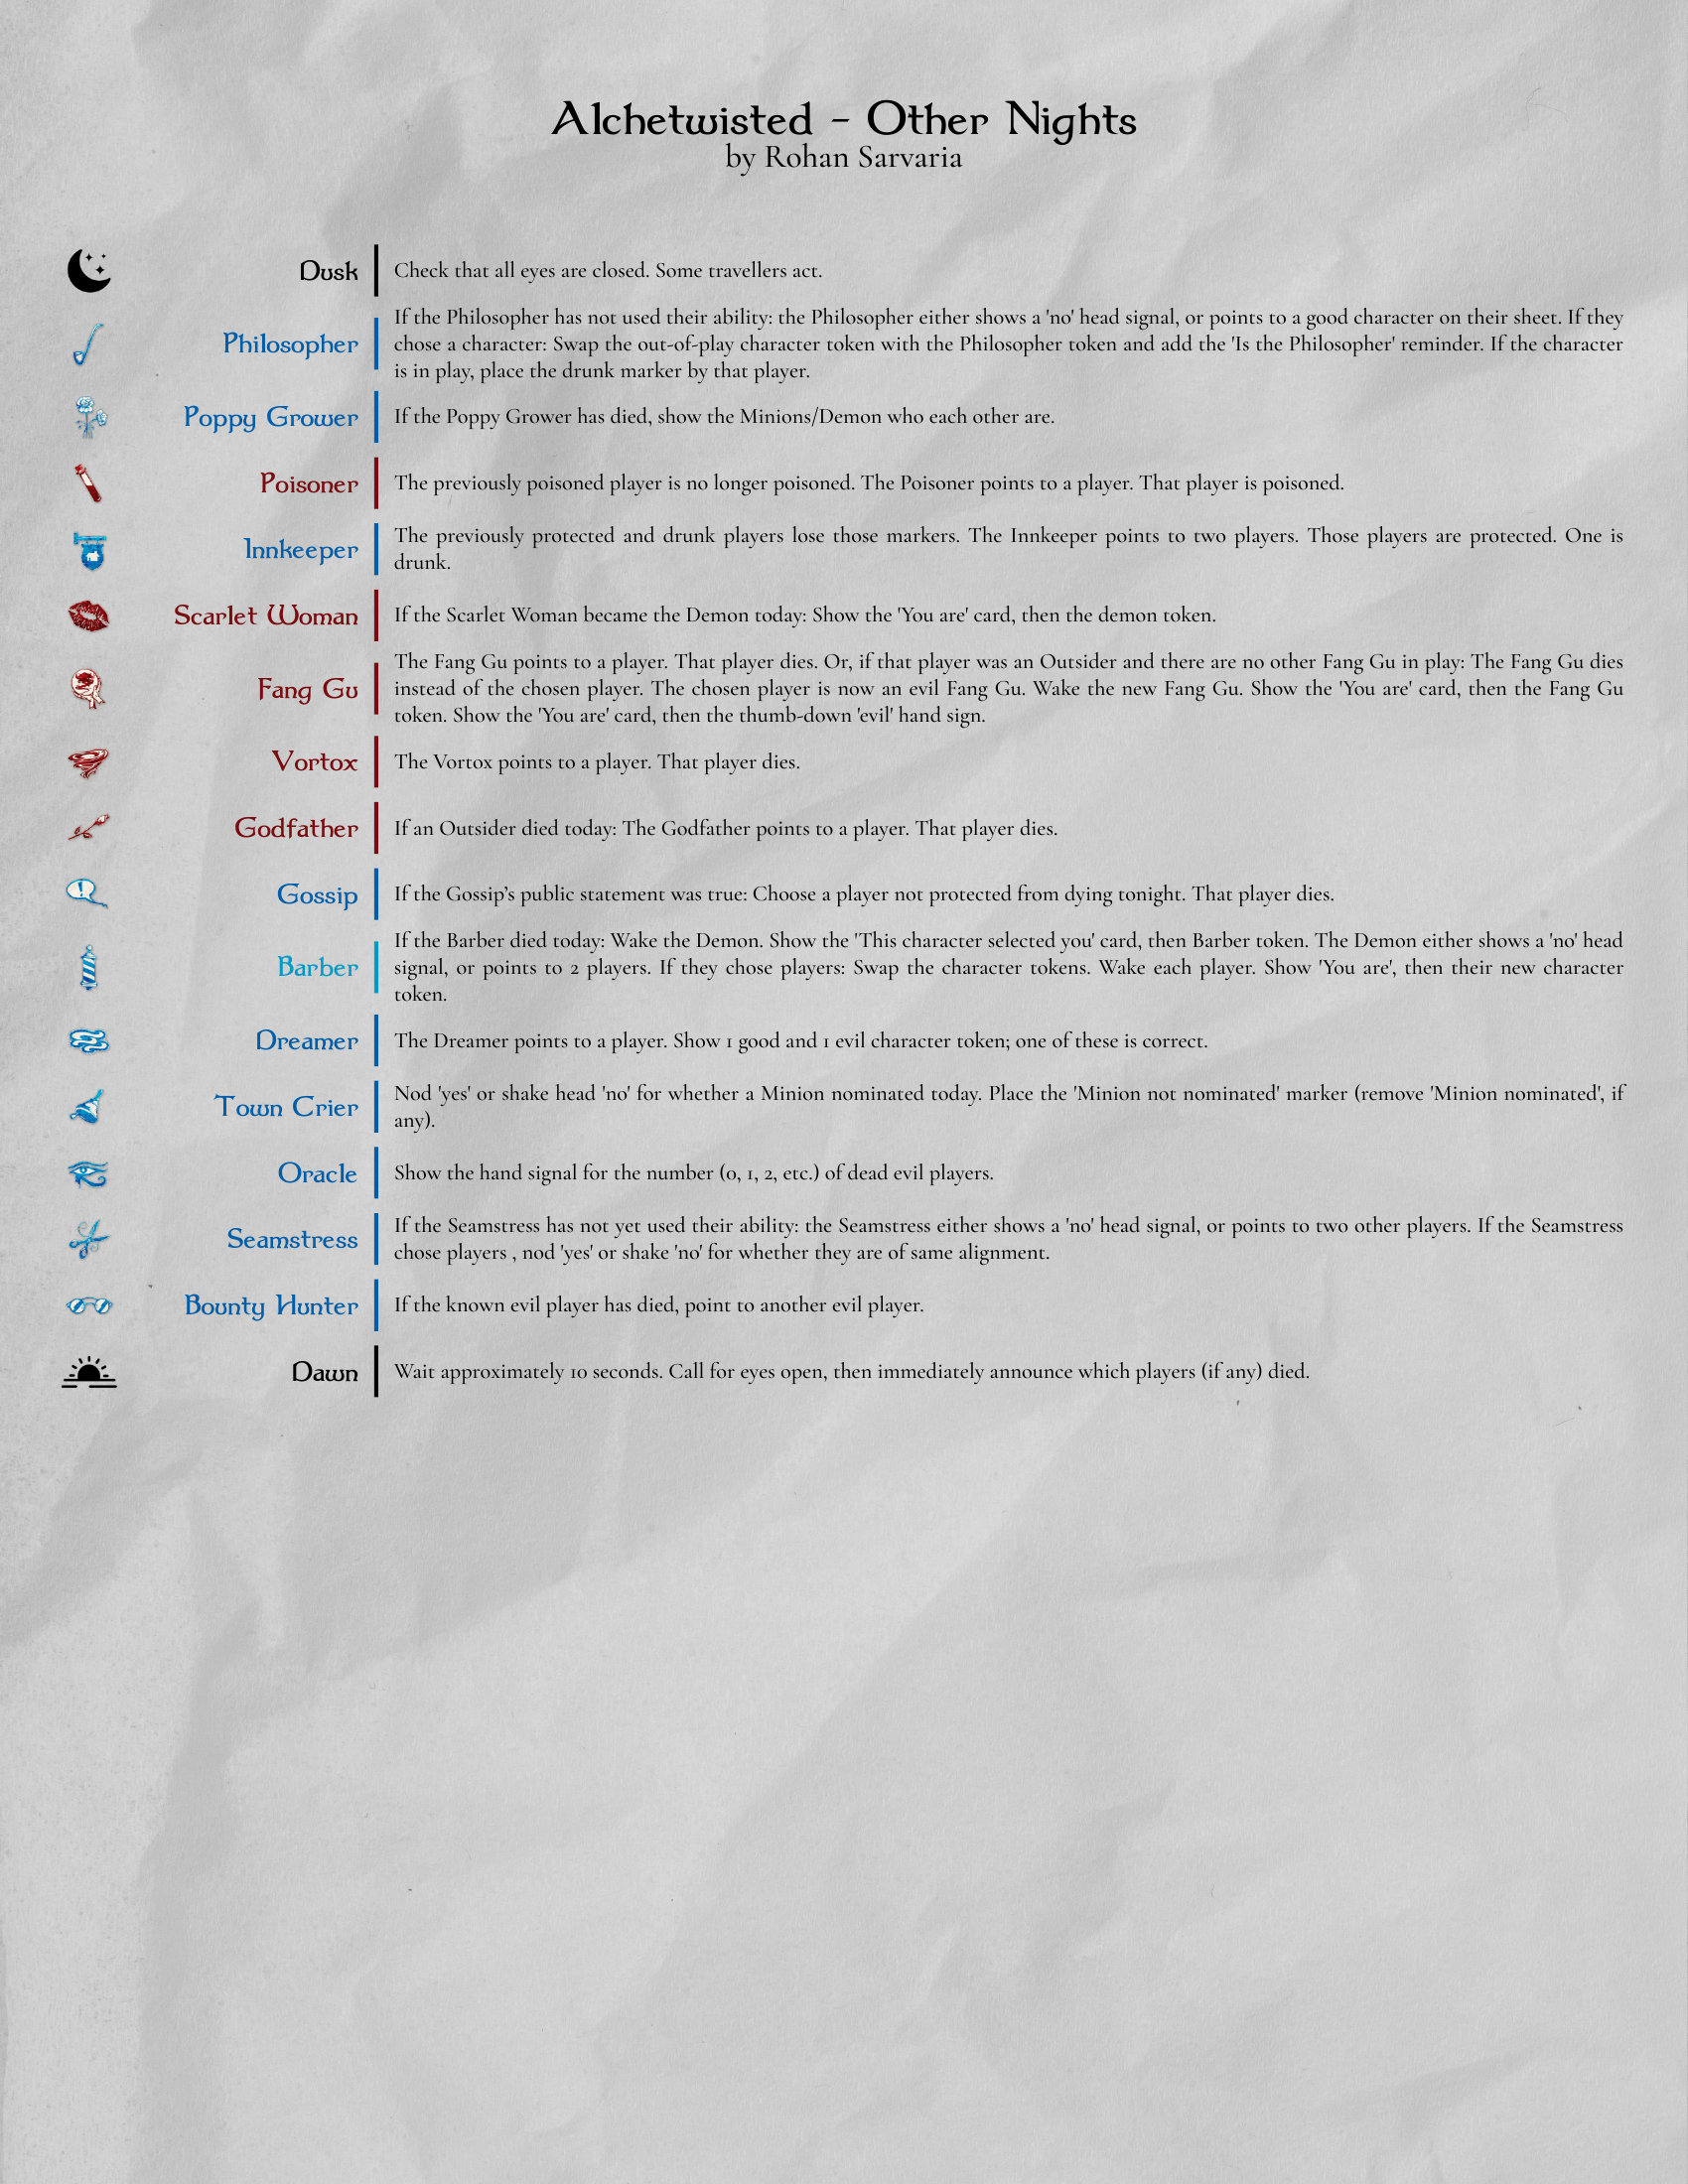 Alchetwisted - Other Nights
by Rohan Sarvaria
Dusk
Check that all eyes are closed. Some travellers act.
Philosopher
If the Philosopher has not used their ability: the Philosopher either shows a 'no' head signal, or points to a good character on their sheet. If they
chose a character: Swap the out-of-play character token with the Philosopher token and add the 'Is the Philosopher' reminder. If the character
is in play, place the drunk marker by that player.
Poppy Grower
If the Poppy Grower has died, show the Minions/Demon who each other are.
Poisoner
The previously poisoned player is no longer poisoned. The Poisoner points to a player. That player is poisoned.
Innkeeper
The previously protected and drunk players lose those markers. The Innkeeper points to two players. Those players are protected. One is
drunk.
Scarlet Woman
If the Scarlet Woman became the Demon today: Show the 'You are' card, then the demon token.
Fang Gu
The Fang Gu points to a player. That player dies. Or, if that player was an Outsider and there are no other Fang Gu in play: The Fang Gu dies
instead of the chosen player. The chosen player is now an evil Fang Gu. Wake the new Fang Gu. Show the 'You are' card, then the Fang Gu
token. Show the 'You are' card, then the thumb-down 'evil' hand sign.
Vortox
The Vortox points to a player. That player dies.
Godfather
If an Outsider died today: The Godfather points to a player. That player dies.
Gossip
If the Gossip’s public statement was true: Choose a player not protected from dying tonight. That player dies.
Barber
If the Barber died today: Wake the Demon. Show the 'This character selected you' card, then Barber token. The Demon either shows a 'no' head
signal, or points to 2 players. If they chose players: Swap the character tokens. Wake each player. Show 'You are', then their new character
token.
Dreamer
The Dreamer points to a player. Show 1 good and 1 evil character token; one of these is correct.
Town Crier
Nod 'yes' or shake head 'no' for whether a Minion nominated today. Place the 'Minion not nominated' marker (remove 'Minion nominated', if
any).
Oracle
Show the hand signal for the number (0, 1, 2, etc.) of dead evil players.
Seamstress
If the Seamstress has not yet used their ability: the Seamstress either shows a 'no' head signal, or points to two other players. If the Seamstress
chose players , nod 'yes' or shake 'no' for whether they are of same alignment.
Bounty Hunter
If the known evil player has died, point to another evil player.
Dawn
Wait approximately 10 seconds. Call for eyes open, then immediately announce which players (if any) died.